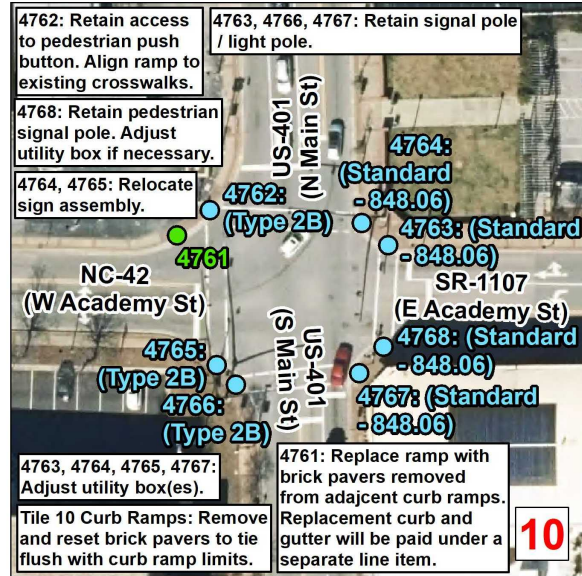 4762: Retain access
to pedestrian push
button. Align ramp to
existing crosswalks.
4763, 4766, 4767: Retain signal pole
/ light pole.
4768: Retain pedestrian
signal pole. Adjust
utility box if necessary.
4764, 4765: Relocate
sign assembly.
US-401
(N Main St)
4764:
(Standard
- 848.06)
4762:
(Type 2B)
4763: (Standard
- 848.06)
4761
NC-42
(W Academy St)
SR-1107
(E Academy St)
US-401
(S Main St)
4765:
(Type 2B)
4766:
(Type 2B)
4768: (Standard
- 848.06)
4767: (Standard
- 848.06)
4763, 4764, 4765, 4767:
Adjust utility box(es).
Tile 10 Curb Ramps: Remove
and reset brick pavers to tie
flush with curb ramp limits.
4761: Replace ramp with
brick pavers removed
from adajcent curb ramps.
Replacement curb and
gutter will be paid under a
separate line item.
10